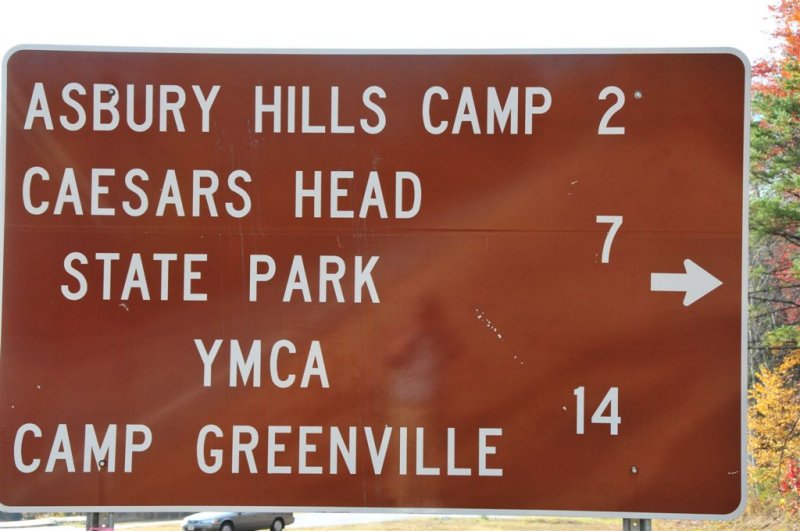 ASBURY HILLS CAMP 2
CAESARS HEAD
7
STATE PARK
YMCA
14
CAMP GREENVILLE